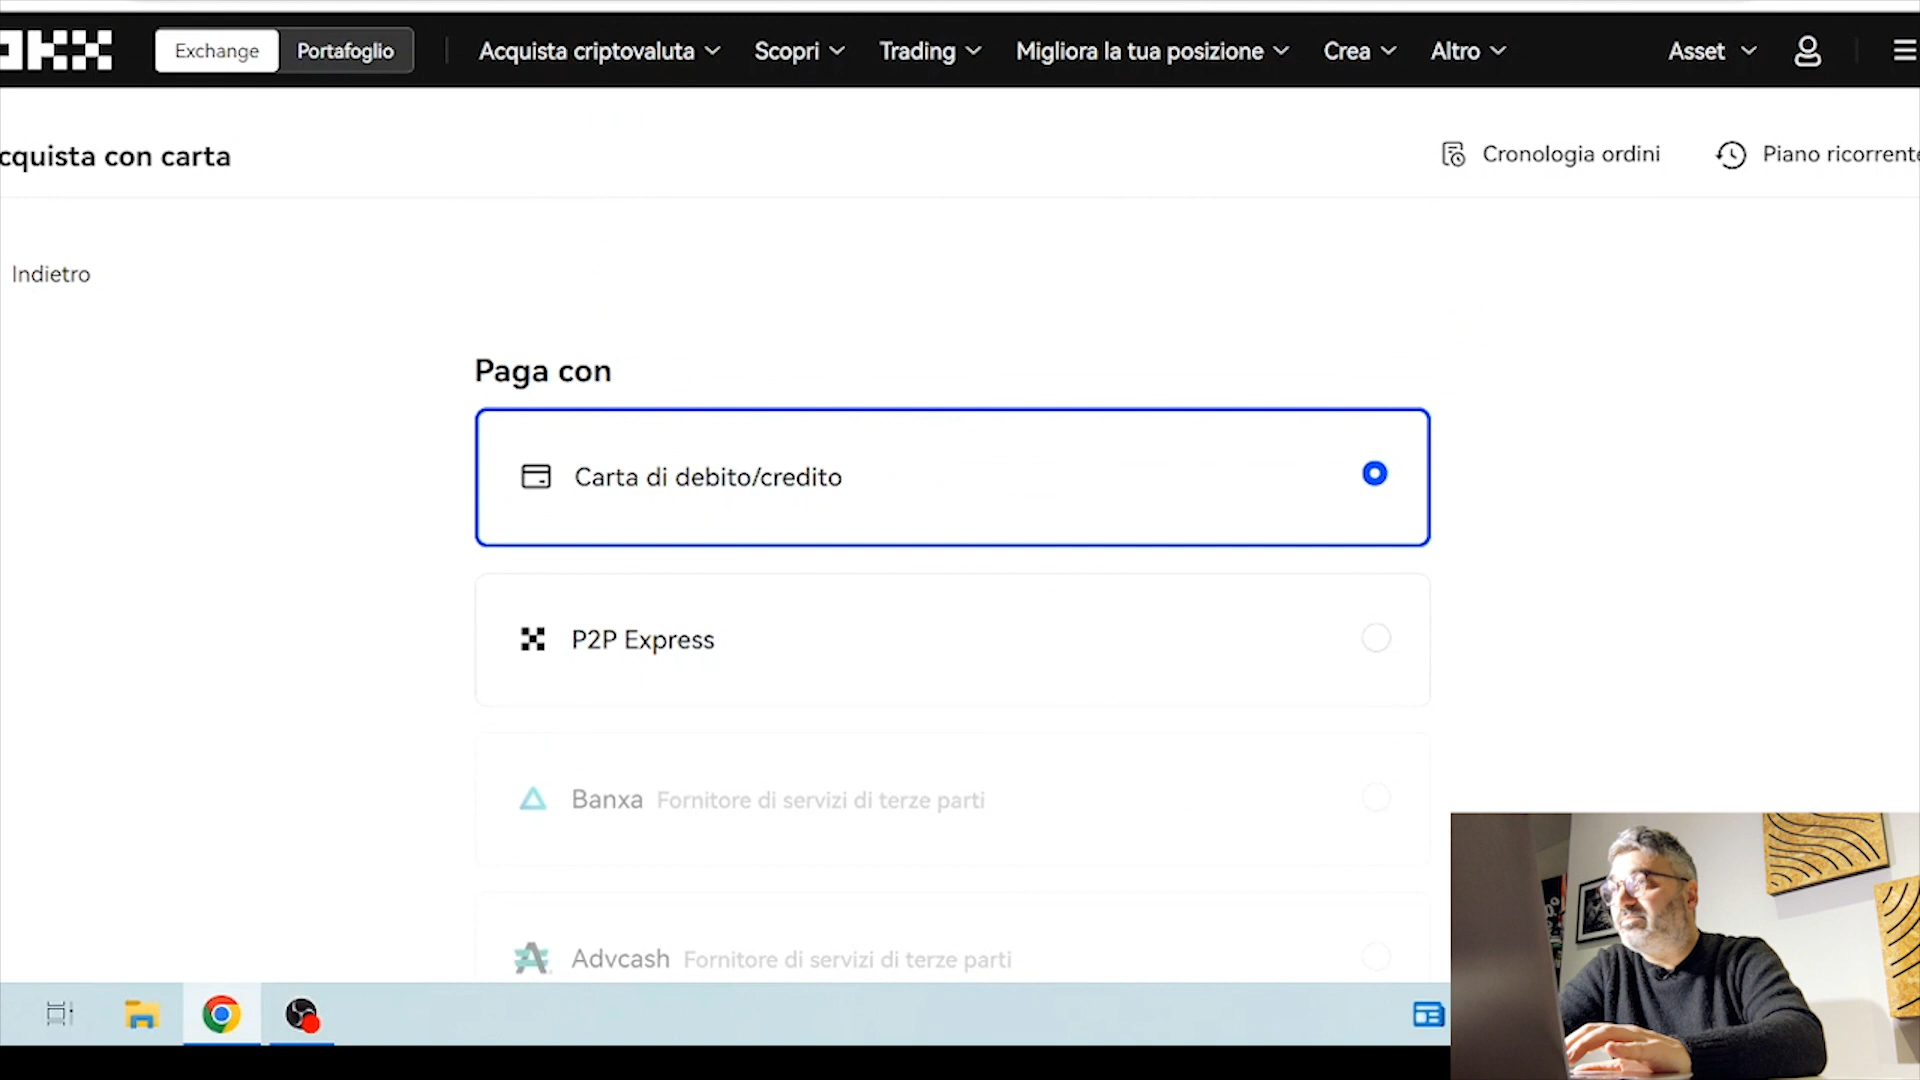 OKX Exchange Portafoglio Acquista criptovaluta Scopri Trading Migliora la tua posizione Crea Altro Asset
cquista con carta Cronologia ordini Piano ricorrente
Indietro
Paga con
Carta di debito/credito
P2P Express
Banxa Fornitore di servizi di terze parti
Advcash Fornitore di servizi di terze parti